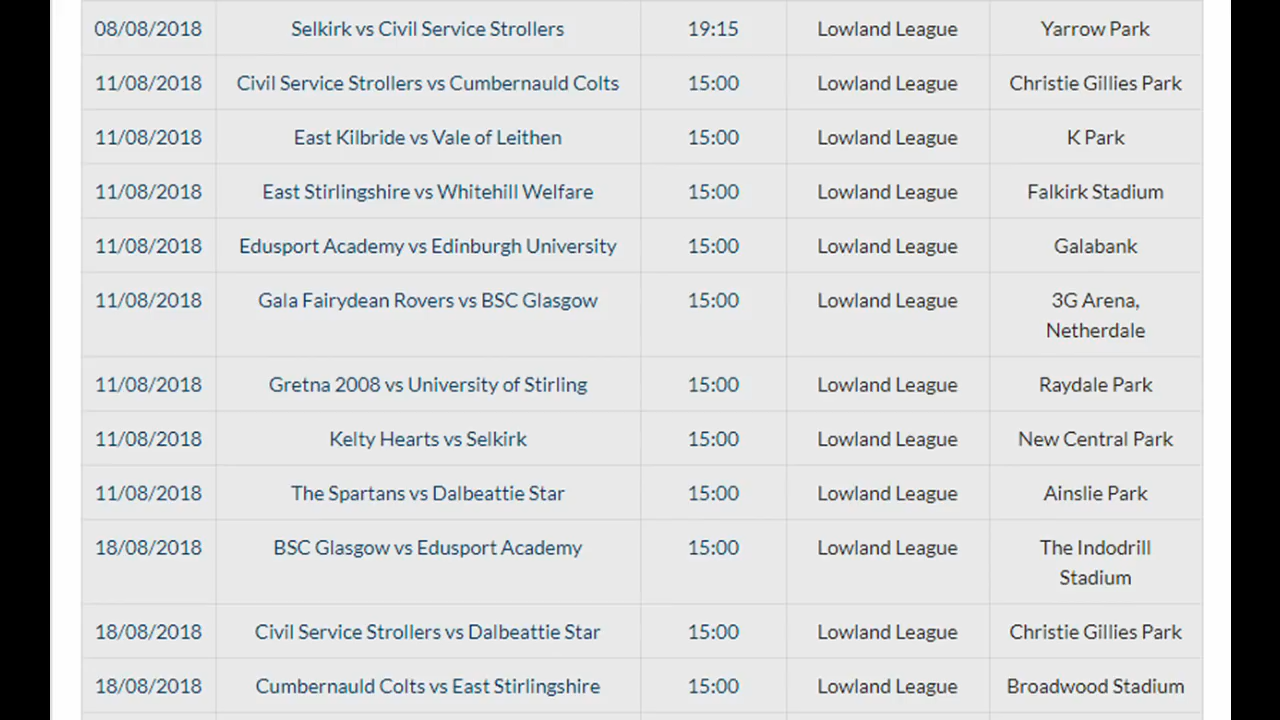 08/08/2018 Selkirk vs Civil Service Strollers 19:15 Lowland League Yarrow Park
11/08/2018 Civil Service Strollers vs Cumbernauld Colts 15:00 Lowland League Christie Gillies Park
11/08/2018 East Kilbride vs Vale of Leithen 15:00 Lowland League K Park
11/08/2018 East Stirlingshire vs Whitehill Welfare 15:00 Lowland League Falkirk Stadium
11/08/2018 Edusport Academy vs Edinburgh University 15:00 Lowland League Galabank
11/08/2018 Gala Fairydean Rovers vs BSC Glasgow 15:00 Lowland League 3G Arena,
Netherdale
11/08/2018 Gretna 2008 vs University of Stirling 15:00 Lowland League Raydale Park
11/08/2018 Kelty Hearts vs Selkirk 15:00 Lowland League New Central Park
11/08/2018 The Spartans vs Dalbeattie Star 15:00 Lowland League Ainslie Park
18/08/2018 BSC Glasgow vs Edusport Academy 15:00 Lowland League The Indodrill
Stadium
18/08/2018 Civil Service Strollers vs Dalbeattie Star 15:00 Lowland League Christie Gillies Park
18/08/2018 Cumbernauld Colts vs East Stirlingshire 15:00 Lowland League Broadwood Stadium